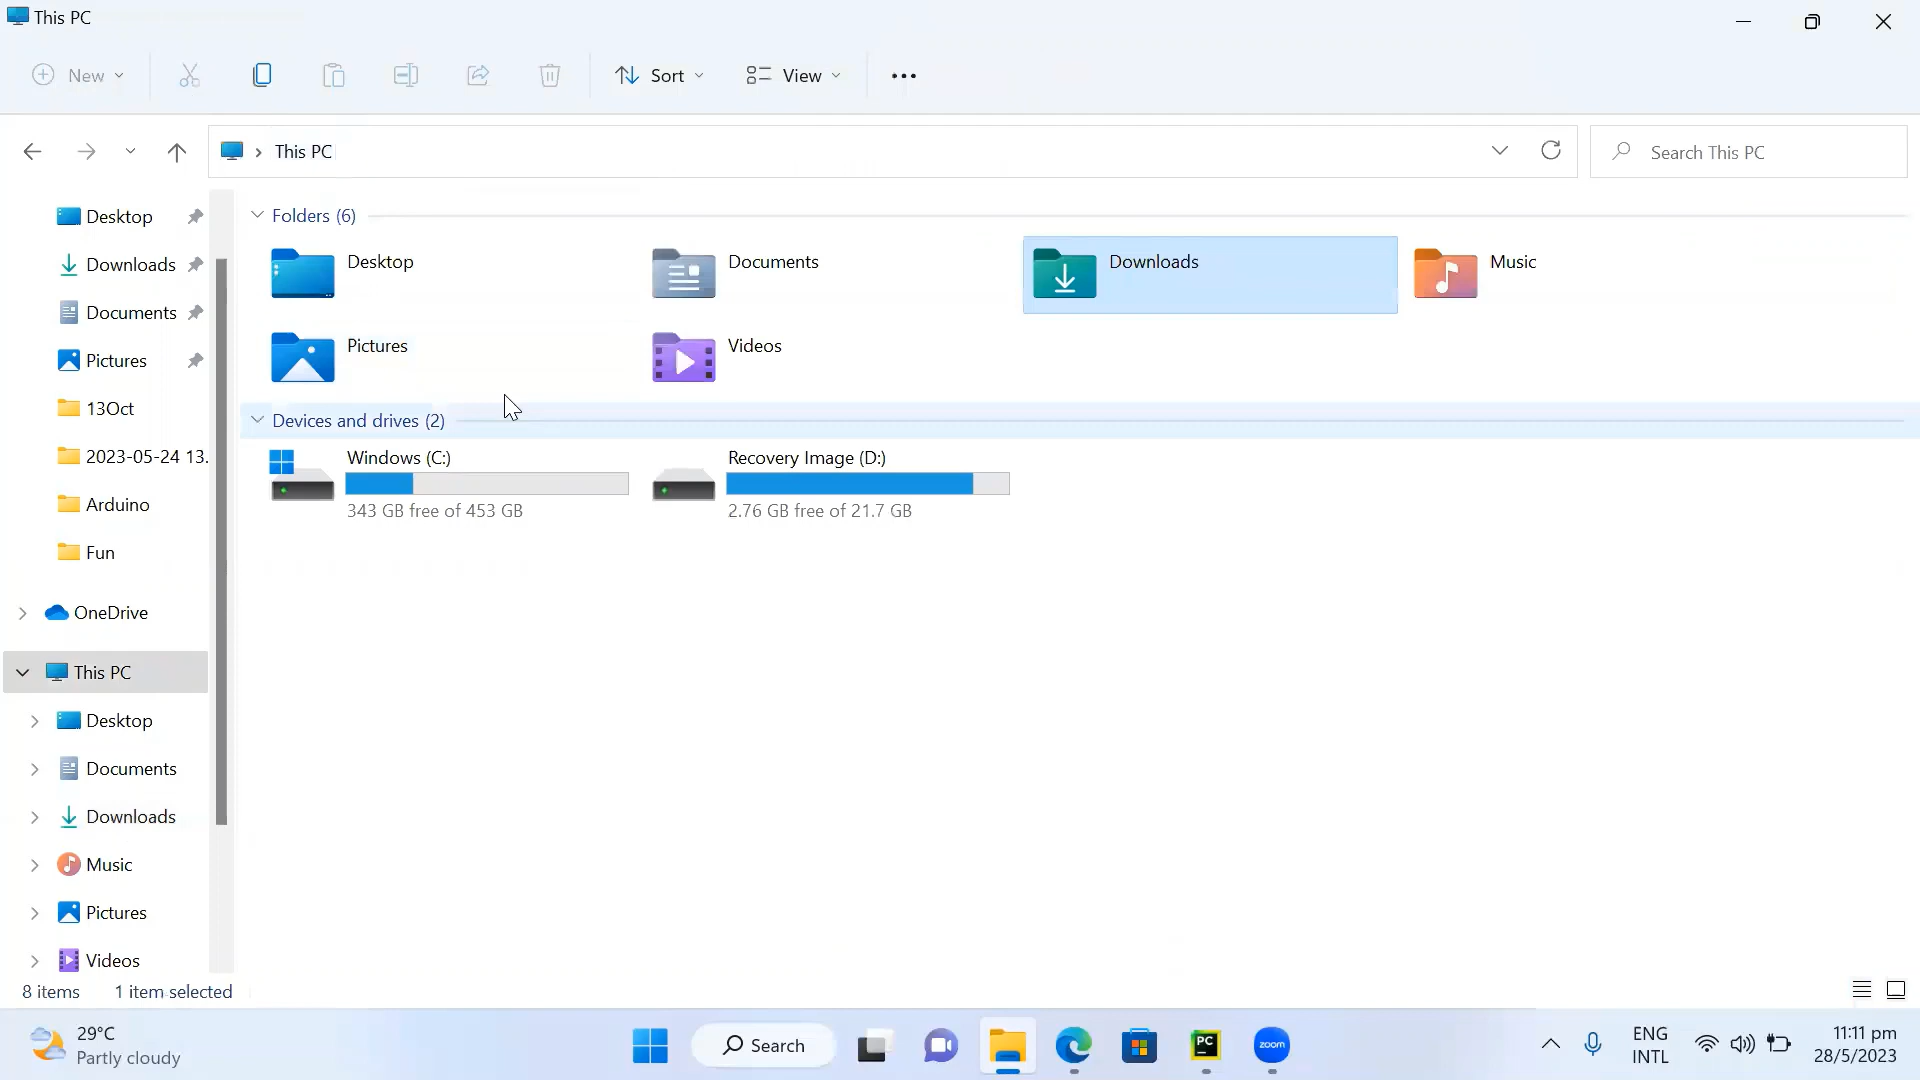 This PC
New
Sort
View
This PC
Search This PC
Desktop
Downloads
Documents
Pictures
13Oct
2023-05-24 13.
Arduino
Fun
OneDrive
This PC
Desktop
Documents
Downloads
Music
Pictures
Videos
Folders (6)
Desktop
Documents
Downloads
Music
Pictures
Videos
Devices and drives (2)
Windows (C:)
343 GB free of 453 GB
Recovery Image (D:)
2.76 GB free of 21.7 GB
8 items 1 item selected
29°C
Partly cloudy
Search
PC
zoom
ENG
INTL
11:11 pm
28/5/2023